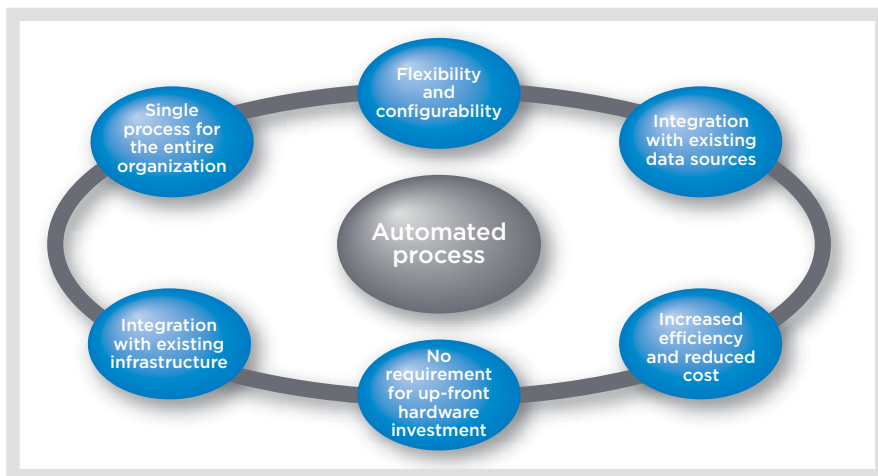 Flexibility
and
configurability
Single
process for
the entire
organization
Integration
with existing
data sources
Automated
process
Integration
with existing
infrastructure
No
requirement
for up-front
hardware
investment
Increased
efficiency
and reduced
cost